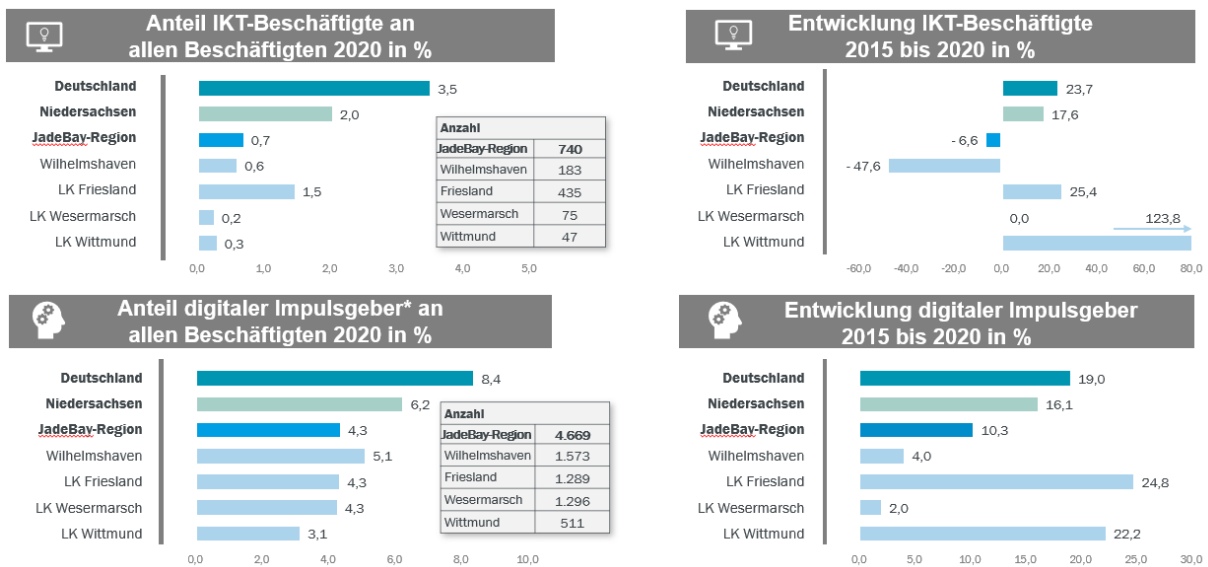 Anteil IKT-Beschäftigte an
allen Beschäftigten 2020 in %
Deutschland 3,5
Niedersachsen 2,0
JadeBay-Region 0,7
Wilhelmshaven 0,6
LK Friesland 1,5
LK Wesermarsch 0,2
LK Wittmund 0,3
0,0 1,0 2,0 3,0 4,0 5,0
Anzahl
JadeBay-Region 740
Wilhelmshaven 183
Friesland 435
Wesermarsch 75
Wittmund 47
Entwicklung IKT-Beschäftigte
2015 bis 2020 in %
Deutschland 23,7
Niedersachsen 17,6
JadeBay-Region - 6,6
Wilhelmshaven - 47,6
LK Friesland 25,4
LK Wesermarsch 0,0
LK Wittmund 123,8
-60,0 -40,0 -20,0 0,0 20,0 40,0 60,0 80,0
Anteil digitaler Impulsgeber* an
allen Beschäftigten 2020 in %
Deutschland 8,4
Niedersachsen 6,2
JadeBay-Region 4,3
Wilhelmshaven 5,1
LK Friesland 4,3
LK Wesermarsch 4,3
LK Wittmund 3,1
0,0 2,0 4,0 6,0 8,0 10,0
Anzahl
JadeBay-Region 4.669
Wilhelmshaven 1.573
Friesland 1.289
Wesermarsch 1.296
Wittmund 511
Entwicklung digitaler Impulsgeber
2015 bis 2020 in %
Deutschland 19,0
Niedersachsen 16,1
JadeBay-Region 10,3
Wilhelmshaven 4,0
LK Friesland 24,8
LK Wesermarsch 2,0
LK Wittmund 22,2
0,0 5,0 10,0 15,0 20,0 25,0 30,0